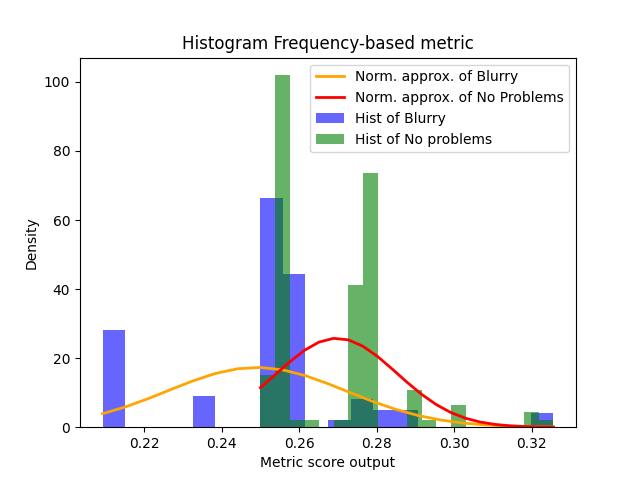 Histogram Frequency-based metric
Norm. approx. of Blurry
Norm. approx. of No Problems
Hist of Blurry
Hist of No problems
100
80
60
40
20
0
Density
0.22 0.24 0.26 0.28 0.30 0.32
Metric score output